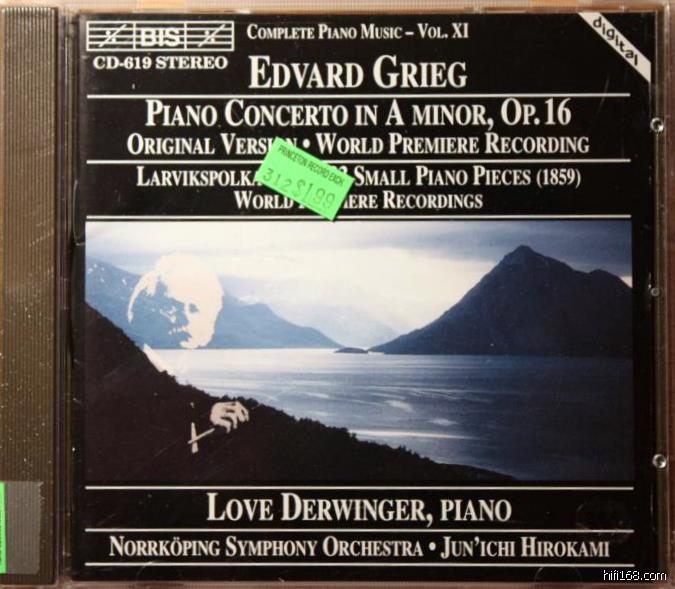 BIS
COMPLETE PIANO MUSIC – VOL. XI
digital
CD-619 STEREO
EDVARD GRIEG
PIANO CONCERTO IN A MINOR, OP. 16
ORIGINAL VERSION • WORLD PREMIERE RECORDING
LARVIKSPOLKA SMALL PIANO PIECES (1859)
WORLD PREMIERE RECORDINGS
PRINCETON RECORD EXCH.
312 $1.99
LOVE DERWINGER, PIANO
NORRKÖPING SYMPHONY ORCHESTRA • JUN'ICHI HIROKAMI
hifi168.com